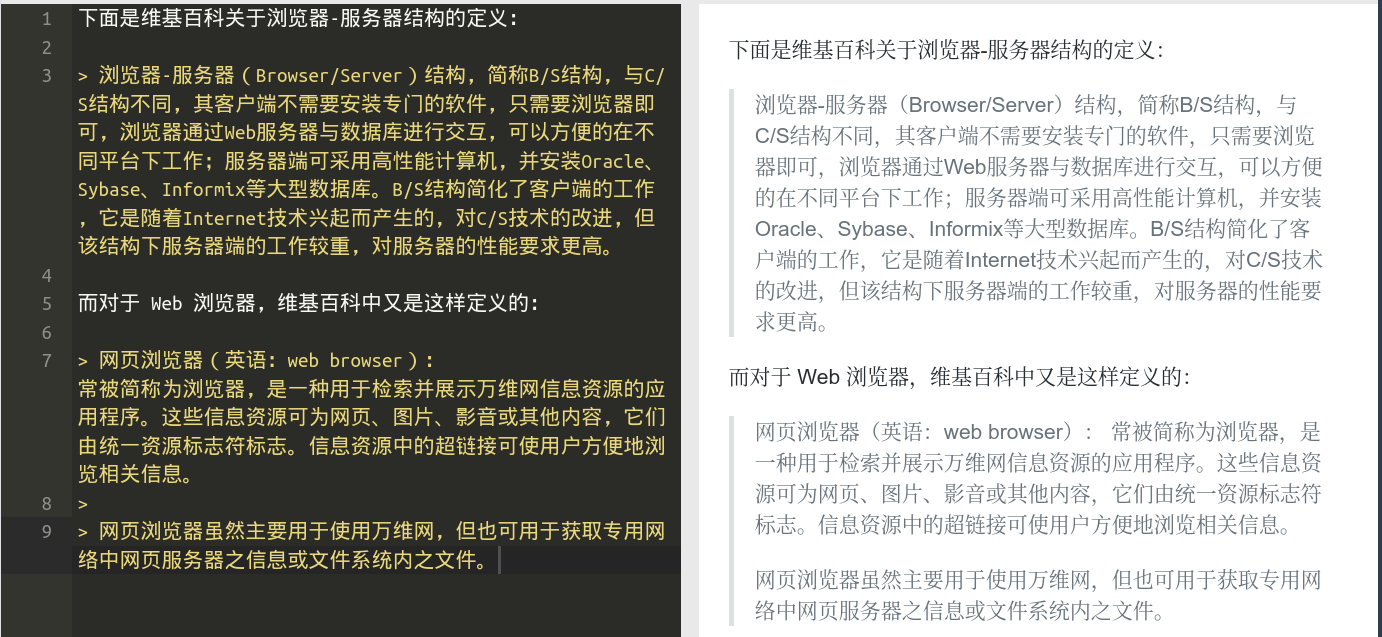 1 下面是维基百科关于浏览器-服务器结构的定义：
2
3 > 浏览器-服务器（Browser/Server）结构，简称B/S结构，与C/
S结构不同，其客户端不需要安装专门的软件，只需要浏览器即
可，浏览器通过Web服务器与数据库进行交互，可以方便的在不
同平台下工作；服务器端可采用高性能计算机，并安装Oracle、
Sybase、Informix等大型数据库。B/S结构简化了客户端的工作
，它是随着Internet技术兴起而产生的，对C/S技术的改进，但
该结构下服务器端的工作较重，对服务器的性能要求更高。
4
5 而对于 Web 浏览器，维基百科中又是这样定义的：
6
7 > 网页浏览器（英语：web browser）：
常被简称为浏览器，是一种用于检索并展示万维网信息资源的应
用程序。这些信息资源可为网页、图片、影音或其他内容，它们
由统一资源标志符标志。信息资源中的超链接可使用户方便地浏
览相关信息。
8 >
9 > 网页浏览器虽然主要用于使用万维网，但也可用于获取专用网
络中网页服务器之信息或文件系统内之文件。
下面是维基百科关于浏览器-服务器结构的定义：
浏览器-服务器（Browser/Server）结构，简称B/S结构，与
C/S结构不同，其客户端不需要安装专门的软件，只需要浏览
器即可，浏览器通过Web服务器与数据库进行交互，可以方便
的在不同平台下工作；服务器端可采用高性能计算机，并安装
Oracle、Sybase、Informix等大型数据库。B/S结构简化了客
户端的工作，它是随着Internet技术兴起而产生的，对C/S技术
的改进，但该结构下服务器端的工作较重，对服务器的性能要
求更高。
而对于 Web 浏览器，维基百科中又是这样定义的：
网页浏览器（英语：web browser）： 常被简称为浏览器，是
一种用于检索并展示万维网信息资源的应用程序。这些信息资
源可为网页、图片、影音或其他内容，它们由统一资源标志符
标志。信息资源中的超链接可使用户方便地浏览相关信息。
网页浏览器虽然主要用于使用万维网，但也可用于获取专用网
络中网页服务器之信息或文件系统内之文件。